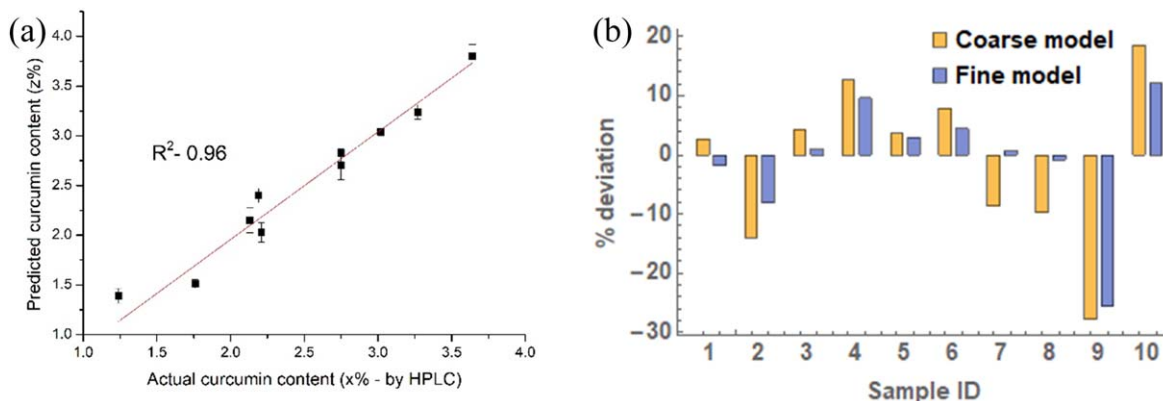 (a)
4.0
3.5
3.0
2.5
2.0
1.5
1.0
Predicted curcumin content (z%)
R²- 0.96
1.0 1.5 2.0 2.5 3.0 3.5 4.0
Actual curcumin content (x% - by HPLC)
(b)
20
10
0
−10
−20
−30
% deviation
Coarse model
Fine model
1 2 3 4 5 6 7 8 9 10
Sample ID